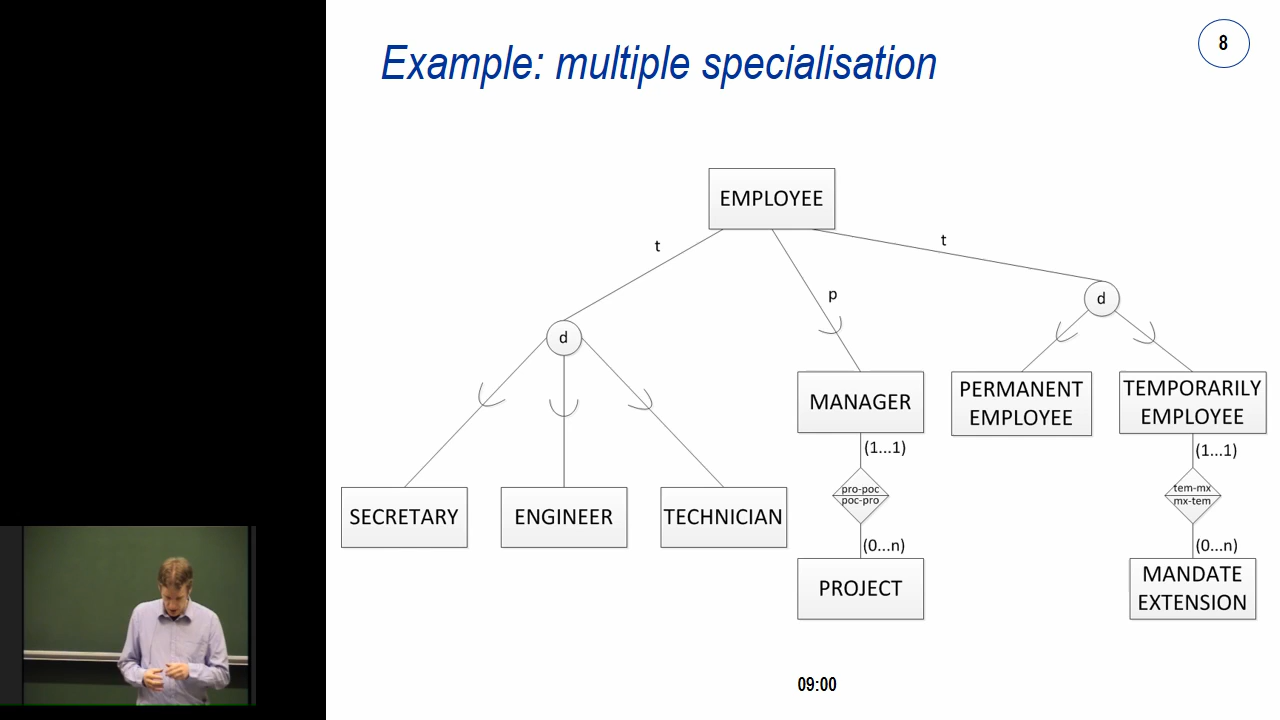 Example: multiple specialisation
8
EMPLOYEE
t
t
p
d
d
MANAGER
PERMANENT
EMPLOYEE
TEMPORARILY
EMPLOYEE
(1...1)
(1...1)
pro-poc
poc-pro
tem-mx
mx-tem
SECRETARY
ENGINEER
TECHNICIAN
(0...n)
(0...n)
PROJECT
MANDATE
EXTENSION
09:00